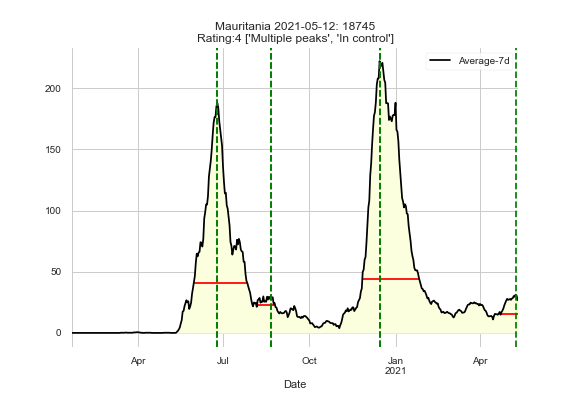 Mauritania 2021-05-12: 18745
Rating:4 ['Multiple peaks', 'In control']
Average-7d
200
150
100
50
0
Apr
Jul
Oct
Jan
2021
Apr
Date